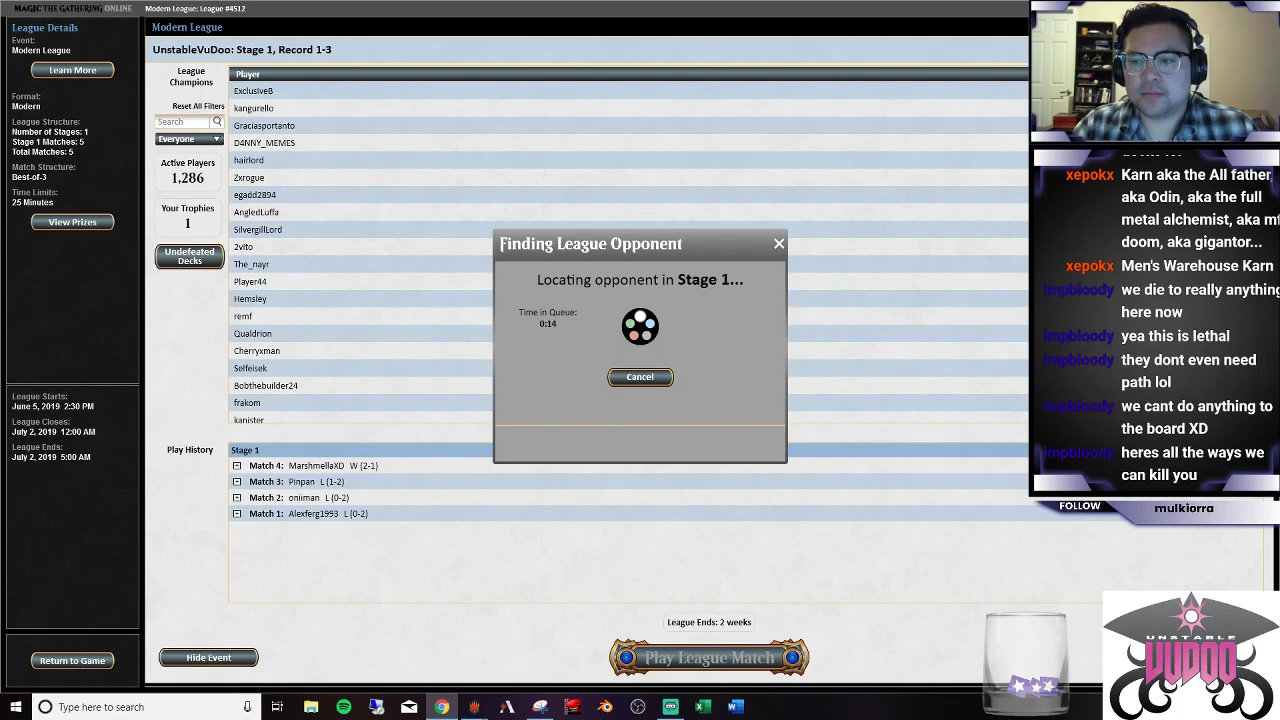 MAGIC THE GATHERING ONLINE
Modern League: League #4512
League Details
Event:
Modern League
Learn More
Format:
Modern
League Structure:
Number of Stages: 1
Stage 1 Matches: 5
Total Matches: 5
Match Structure:
Best-of-3
Time Limits:
25 Minutes
View Prizes
League Starts:
June 5, 2019 2:30 PM
League Closes:
July 2, 2019 12:00 AM
League Ends:
July 2, 2019 5:00 AM
Return to Game
Modern League
UnstableVuDoo: Stage 1, Record 1-3
League
Champions
Reset All Filters
Search
Everyone
Active Players
1,286
Your Trophies
1
Undefeated
Decks
Player
ExclusiveB
kangurello
Graciasportanto
D4NNY_MEMES
hairlord
Zxrogue
egadd2894
AngledLuffa
SilvergillLord
2vito
The_nayr
Player44
Hemsley
remf
Qualdrion
Cherryxman
Selfeisek
Bobthebuilder24
frakom
kanister
Finding League Opponent
Locating opponent in Stage 1...
Time in Queue:
0:14
Cancel
Play History
Stage 1
Match 4: MarshmellaXD W (2-1)
Match 3: Pinpan L (1-2)
Match 2: oniiman L (0-2)
Match 1: Alexferg1993 L (0-2)
League Ends: 2 weeks
Hide Event
Play League Match
xepokx Karn aka the All father,
aka Odin, aka the full
metal alchemist, aka mf
doom, aka gigantor...
xepokx Men's Warehouse Karn
impbloody we die to really anything
here now
impbloody yea this is lethal
impbloody they dont even need
path lol
impbloody we cant do anything to
the board XD
impbloody heres all the ways we
can kill you
FOLLOW mulkiorra
UNSTABLE
VUDOO
Type here to search